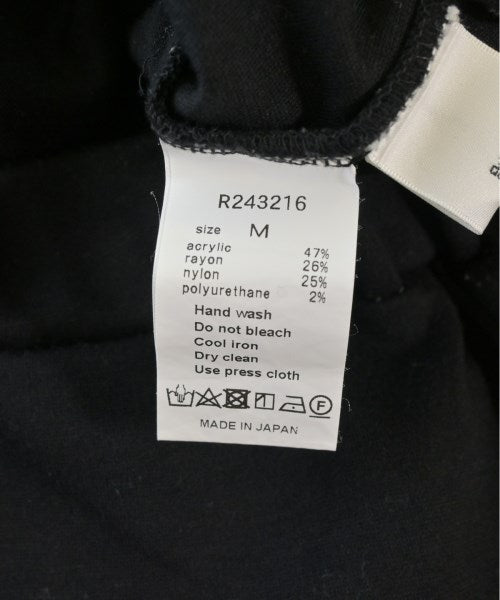 R243216
size M
acrylic 47%
rayon 26%
nylon 25%
polyurethane 2%
Hand wash
Do not bleach
Cool iron
Dry clean
Use press cloth
F
MADE IN JAPAN